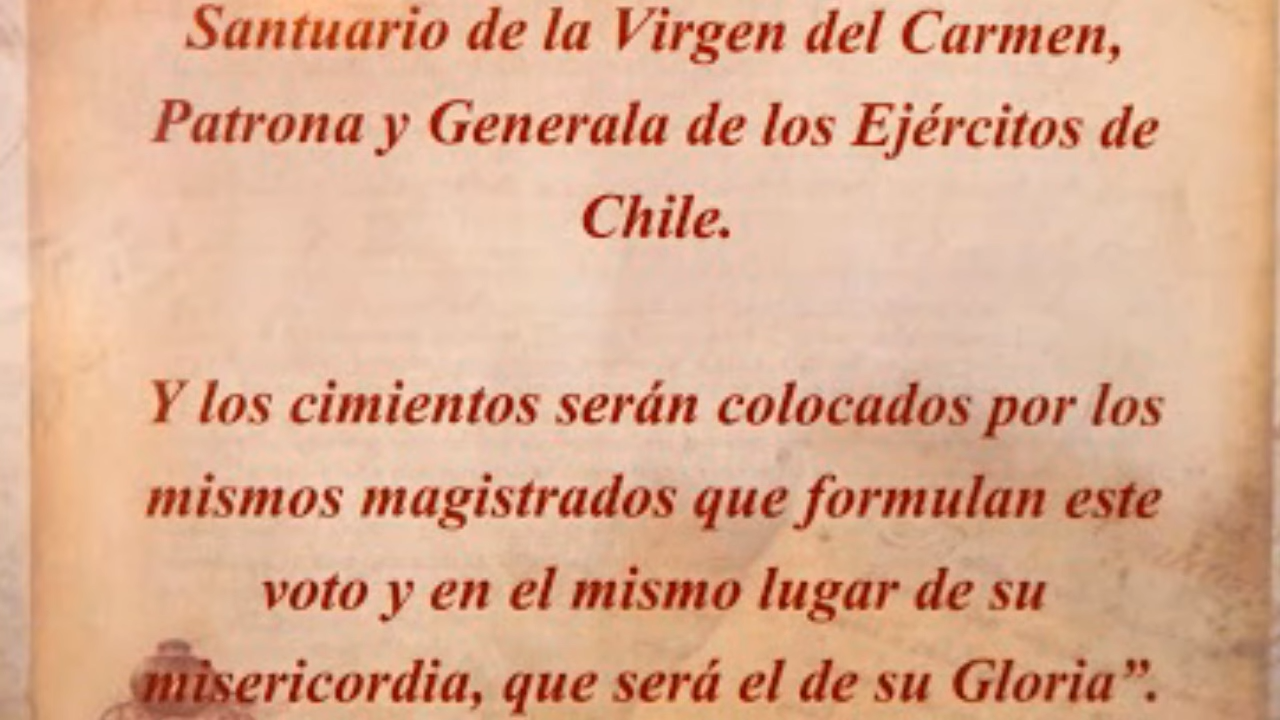 Santuario de la Virgen del Carmen,
Patrona y Generala de los Ejércitos de
Chile.
Y los cimientos serán colocados por los
mismos magistrados que formulan este
voto y en el mismo lugar de su
misericordia, que será el de su Gloria”.